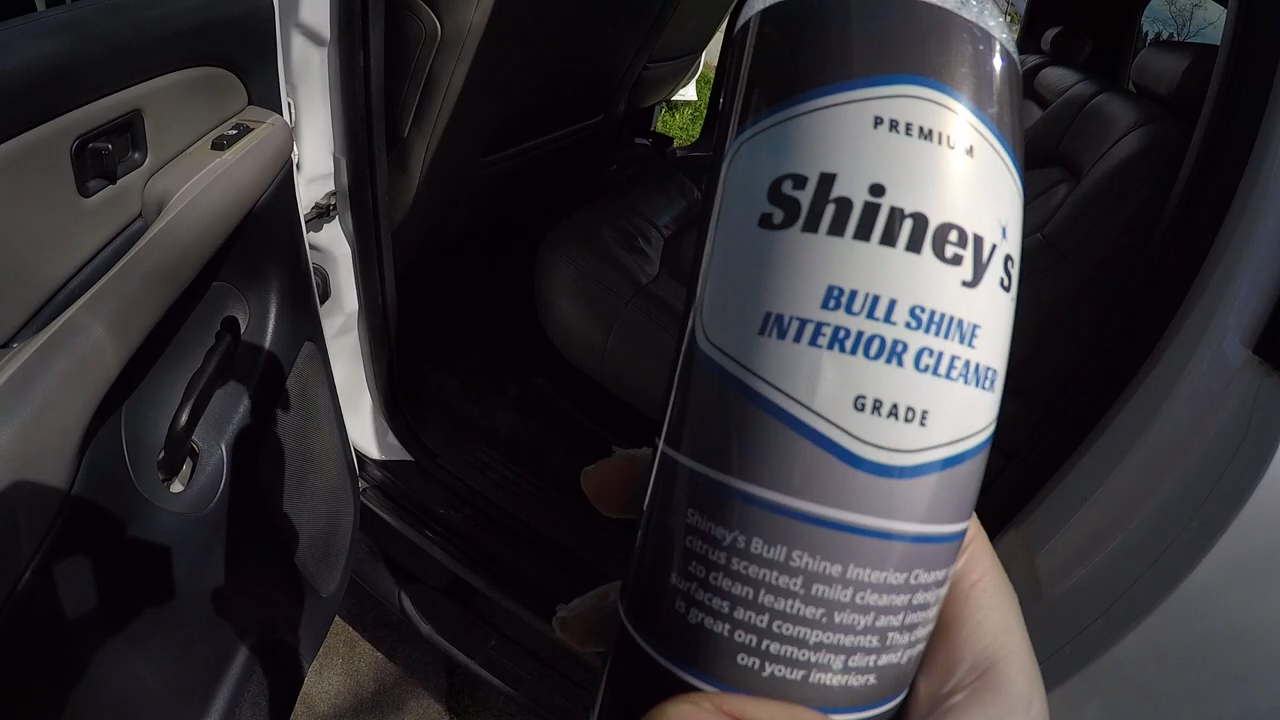 PREMIUM
Shiney's
BULL SHINE
INTERIOR CLEANER
GRADE
Shiney's Bull Shine Interior Cleaner
citrus scented, mild cleaner
to clean leather, vinyl and
surfaces and components. This
is great on removing dirt and
on your interiors.